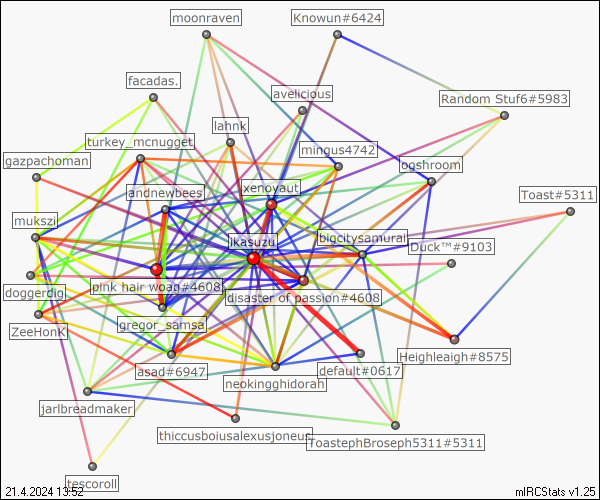 moonraven
Knowun#6424
facadas.
avelicious
Random Stuf6#5983
lahnk
turkey_mcnugget
mingus4742
gazpachoman
ogshroom
andnewbees
xenoyaut
Toast#5311
mukszi
ikasuzu
bigcitysamurai
Duck™#9103
doggerdig
pink hair woag#4608
disaster of passion#4608
ZeeHonk
gregor_samsa
Heighleaigh#8575
asad#6947
default#0617
neokingghidorah
jarlbreadmaker
thiccusboiusalexusjoneus
ToastephBroseph5311#5311
tescoroll
21.4.2024 13:52
mIRCStats v1.25